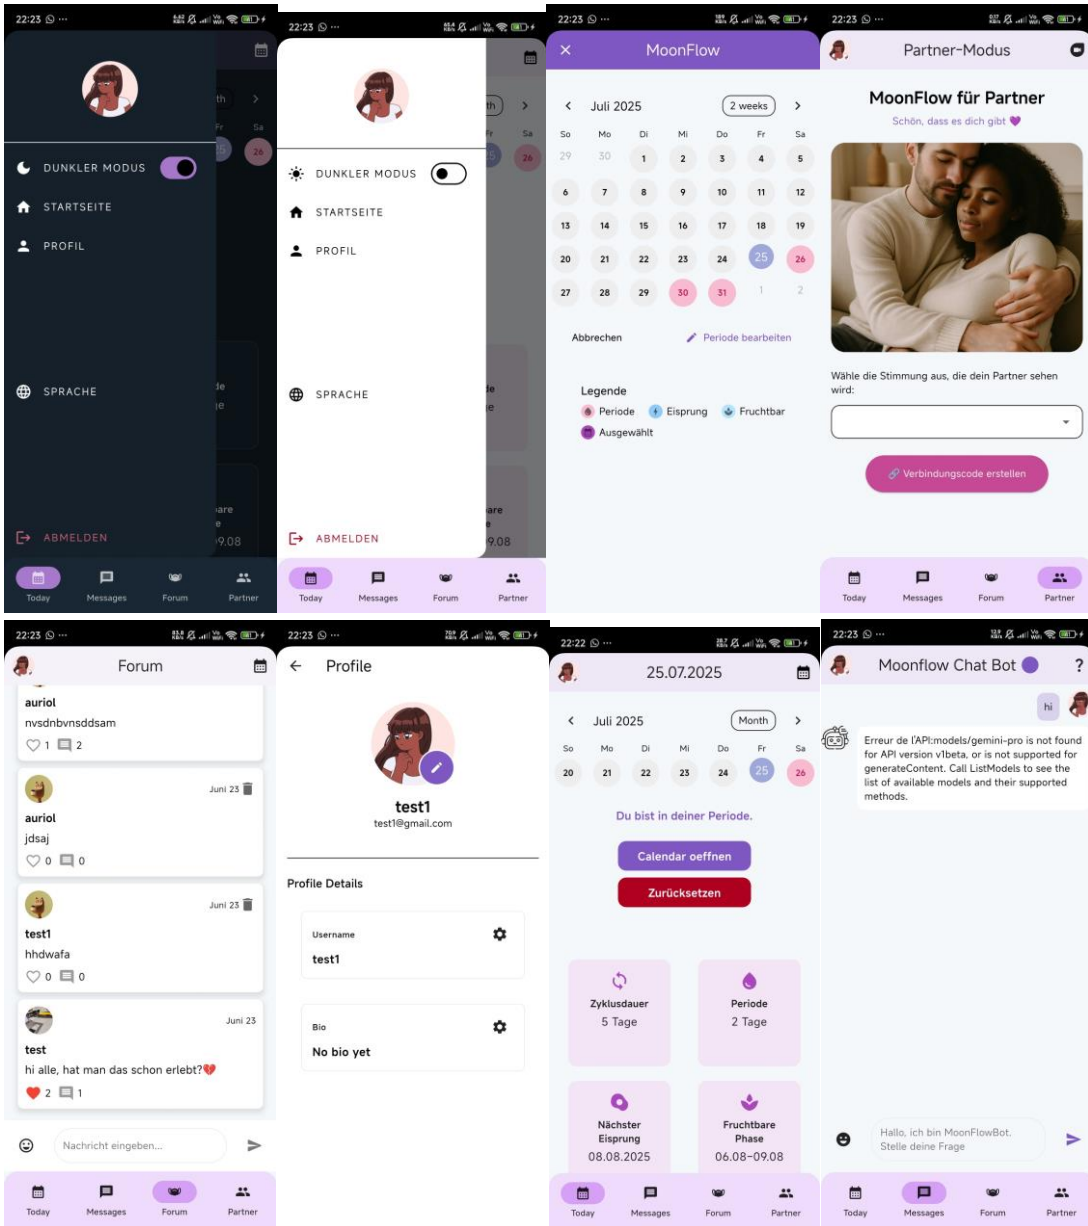 22:23
DUNKLER MODUS
STARTSEITE
PROFIL
SPRACHE
ABMELDEN
th
Fr Sa
26
9.08
Today Messages Forum Partner
22:23
DUNKLER MODUS
STARTSEITE
PROFIL
SPRACHE
ABMELDEN
th
Sa
26
are
e
9.08
Today Messages Forum Partner
22:23
MoonFlow
Juli 2025 2 weeks
So Mo Di Mi Do Fr Sa
29 30 1 2 3 4 5
6 7 8 9 10 11 12
13 14 15 16 17 18 19
20 21 22 23 24 25 26
27 28 29 30 31 1 2
Abbrechen Periode bearbeiten
Legende
Periode Eisprung Fruchtbar
Ausgewählt
22:23
Partner-Modus
MoonFlow für Partner
Schön, dass es dich gibt 💜
Wähle die Stimmung aus, die dein Partner sehen
wird:
🔗 Verbindungscode erstellen
Today Messages Forum Partner
22:23
Forum
auriol
nvsdnbvnsddsam
1 2
Juni 23
auriol
jdsaj
0 0
Juni 23
test1
hhdwafa
0 0
Juni 23
test
hi alle, hat man das schon erlebt?💔
2 1
Nachricht eingeben...
Today Messages Forum Partner
22:23
Profile
test1
test1@gmail.com
Profile Details
Username
test1
Bio
No bio yet
22:22
25.07.2025
Juli 2025 Month
So Mo Di Mi Do Fr Sa
20 21 22 23 24 25 26
Du bist in deiner Periode.
Calendar oeffnen
Zurücksetzen
Zyklusdauer
5 Tage
Periode
2 Tage
Nächster
Eisprung
08.08.2025
Fruchtbare
Phase
06.08-09.08
Today Messages Forum Partner
22:23
Moonflow Chat Bot ?
hi
Erreur de l'API:models/gemini-pro is not found
for API version v1beta, or is not supported for
generateContent. Call ListModels to see the
list of available models and their supported
methods.
Hallo, ich bin MoonFlowBot.
Stelle deine Frage
Today Messages Forum Partner